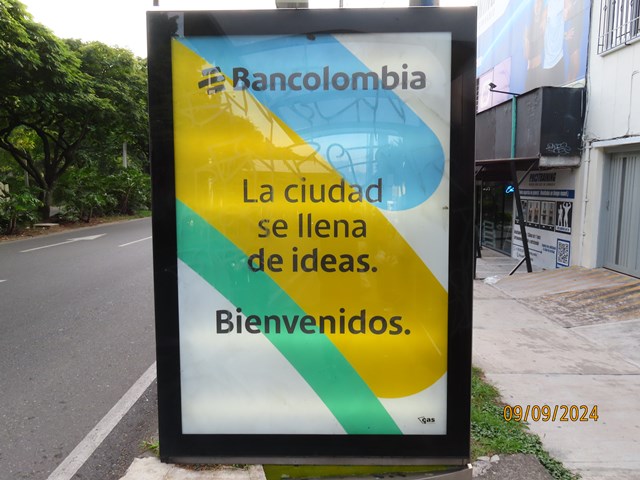 Bancolombia
La ciudad
se llena
de ideas.
Bienvenidos.
09/09/2024